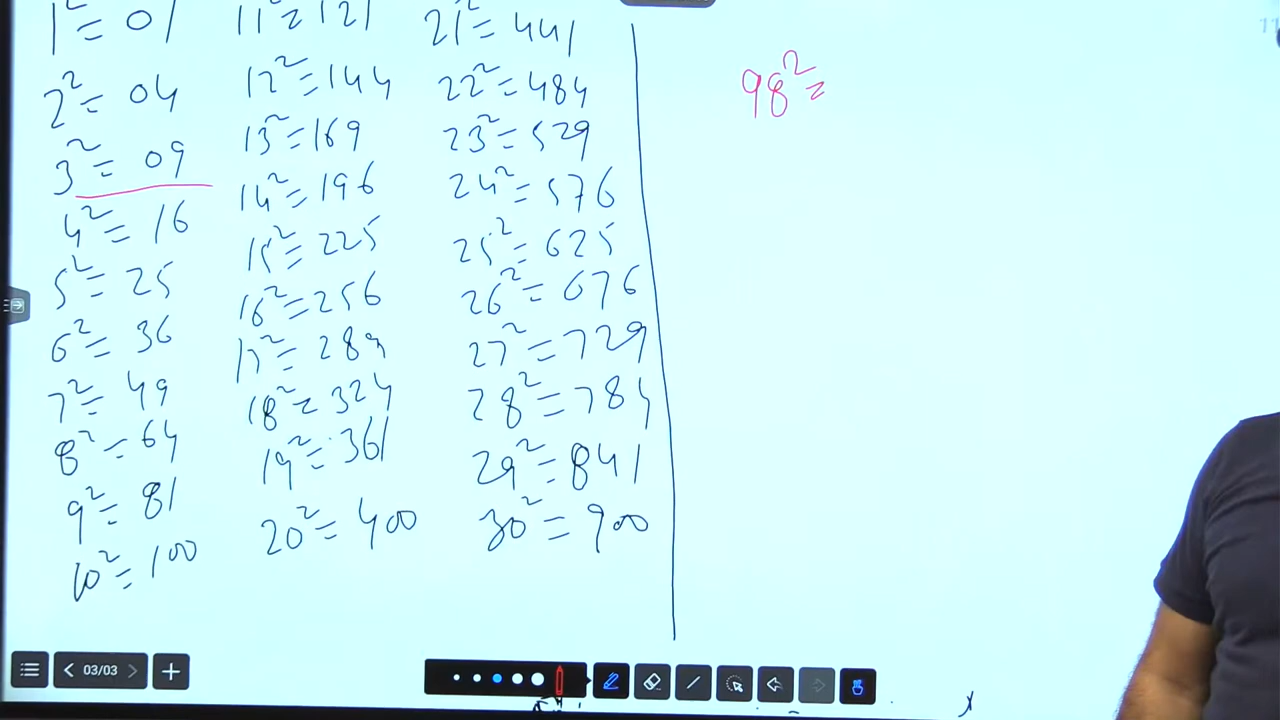 1² = 01
2² = 04
3² = 09
4² = 16
5² = 25
6² = 36
7² = 49
8² = 64
9² = 81
10² = 100
11² = 121
12² = 144
13² = 169
14² = 196
15² = 225
16² = 256
17² = 289
18² = 324
19² = 361
20² = 400
21² = 441
22² = 484
23² = 529
24² = 576
25² = 625
26² = 676
27² = 729
28² = 784
29² = 841
30² = 900
98² =
03/03